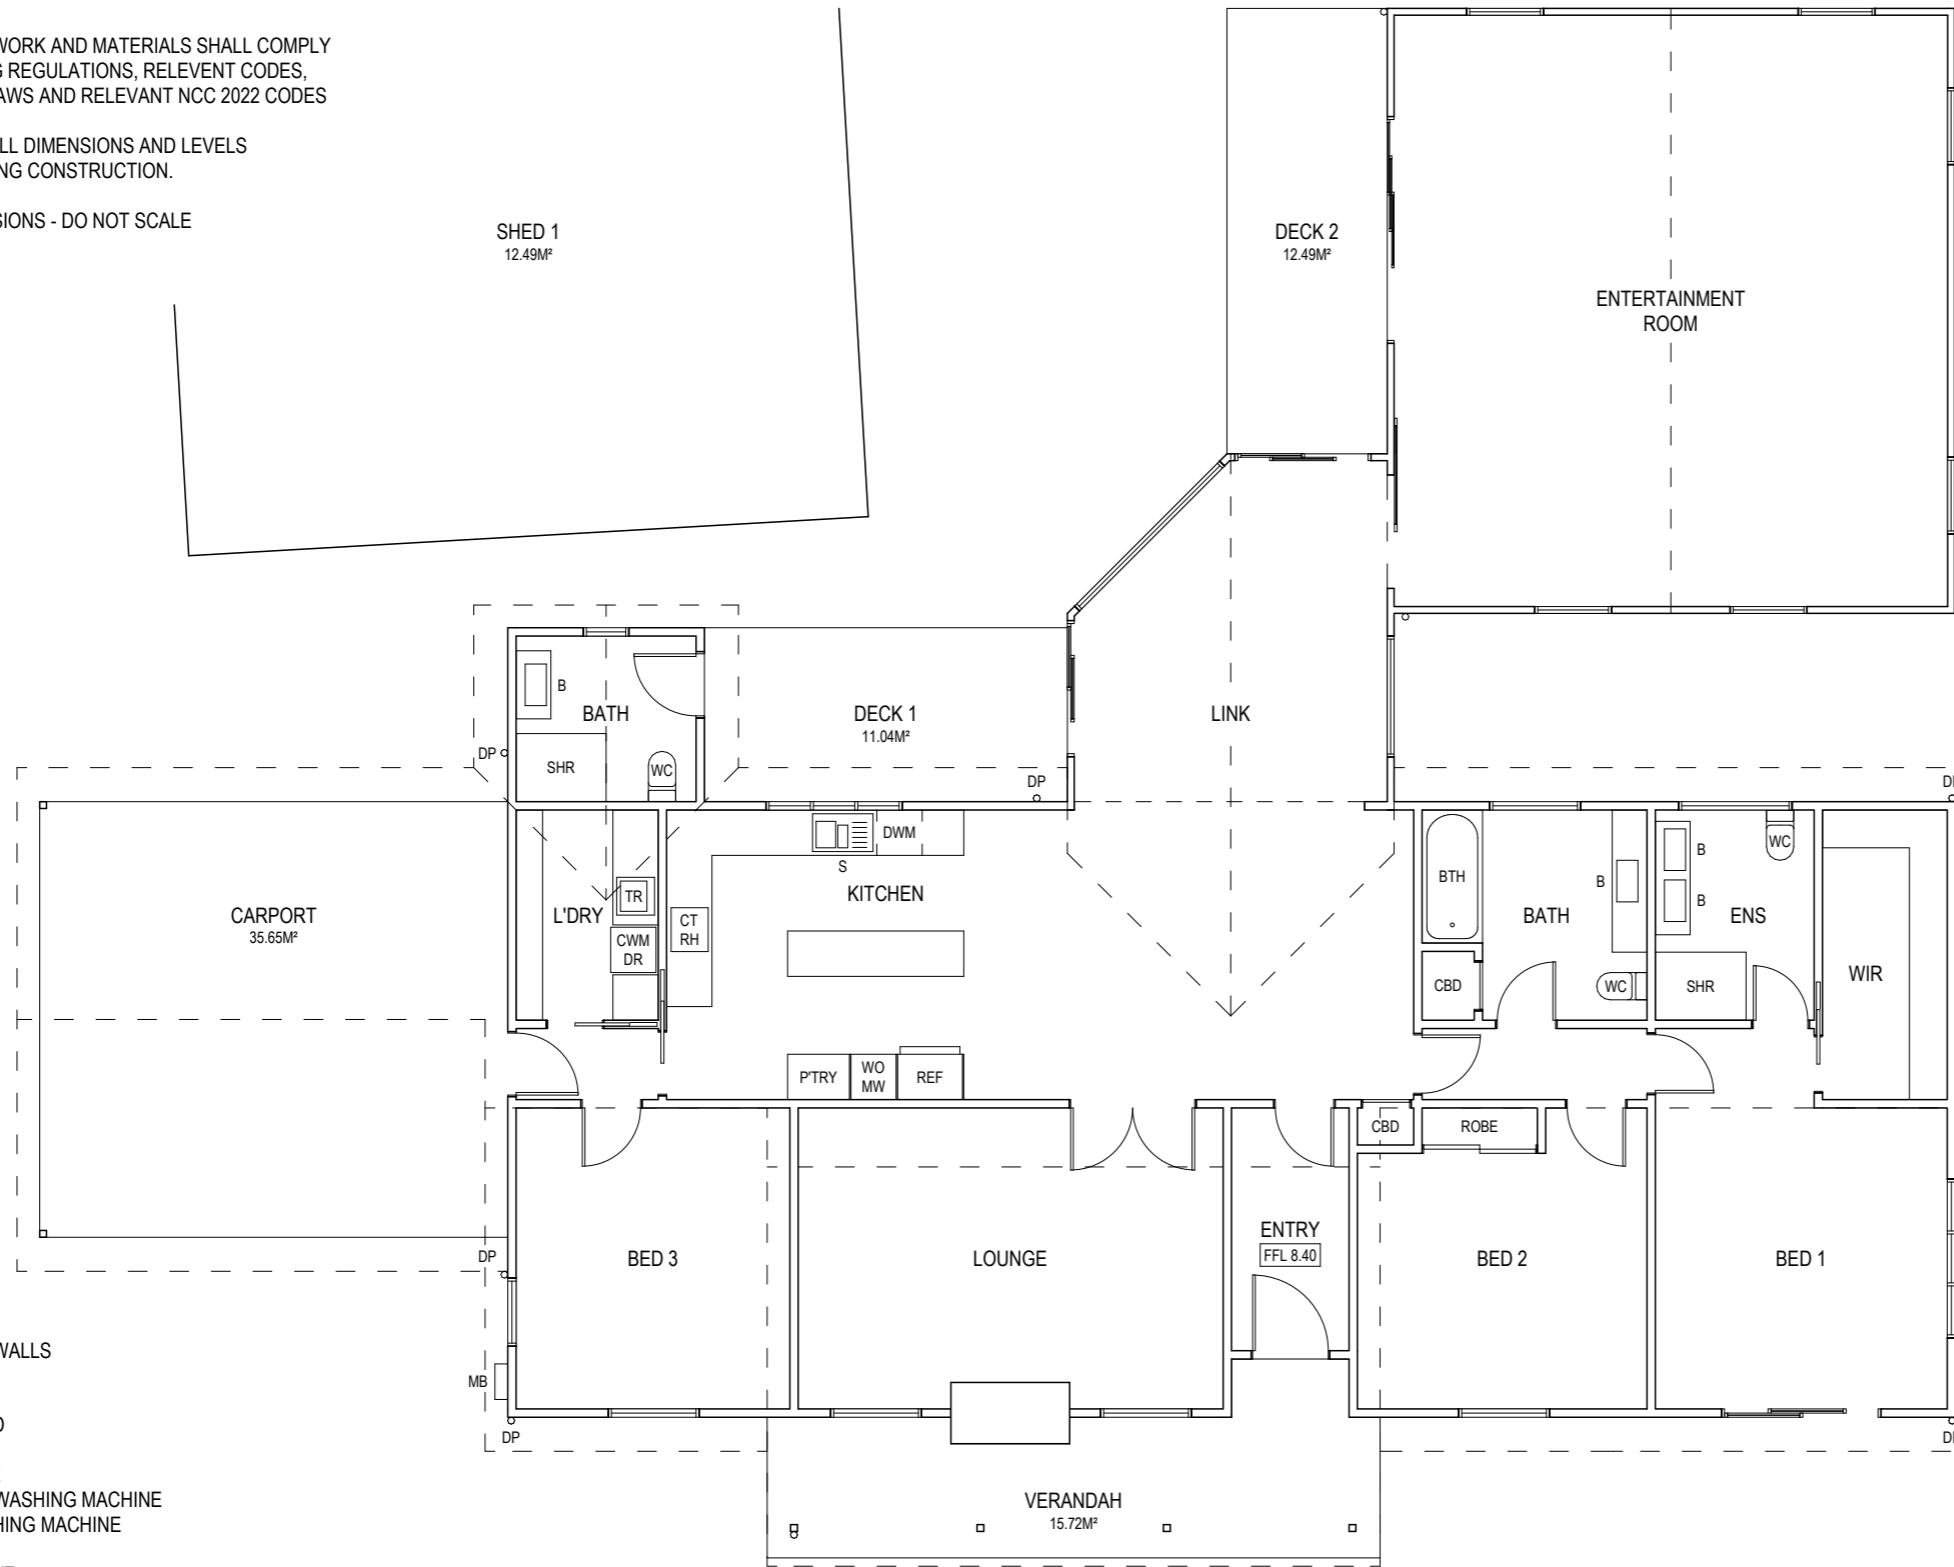 WORK AND MATERIALS SHALL COMPLY
REGULATIONS, RELEVENT CODES,
AWS AND RELEVANT NCC 2022 CODES
LL DIMENSIONS AND LEVELS
NG CONSTRUCTION.
SIONS - DO NOT SCALE
SHED 1
12.49M²
DECK 2
12.49M²
ENTERTAINMENT
ROOM
B
BATH
SHR
WC
DP
DECK 1
11.04M²
DP
LINK
CARPORT
35.65M²
L'DRY
TR
CWM
DR
CT
RH
S
DWM
KITCHEN
P'TRY
WO
MW
REF
BTH
CBD
BATH
B
WC
B
B
ENS
WC
SHR
WIR
CBD
ROBE
DP
BED 3
LOUNGE
ENTRY
FFL 8.40
BED 2
BED 1
WALLS
MB
DP
WASHING MACHINE
HING MACHINE
VERANDAH
15.72M²